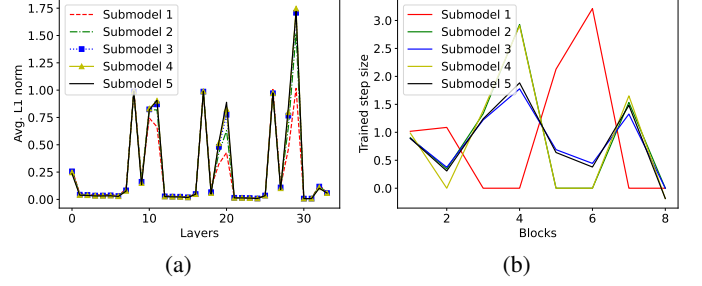 1.75
1.50
1.25
1.00
0.75
0.50
0.25
0.00
Avg. L1 norm
Submodel 1
Submodel 2
Submodel 3
Submodel 4
Submodel 5
0 10 20 30
Layers
(a)
3.0
2.5
2.0
1.5
1.0
0.5
0.0
Trained step size
Submodel 1
Submodel 2
Submodel 3
Submodel 4
Submodel 5
2 4 6 8
Blocks
(b)